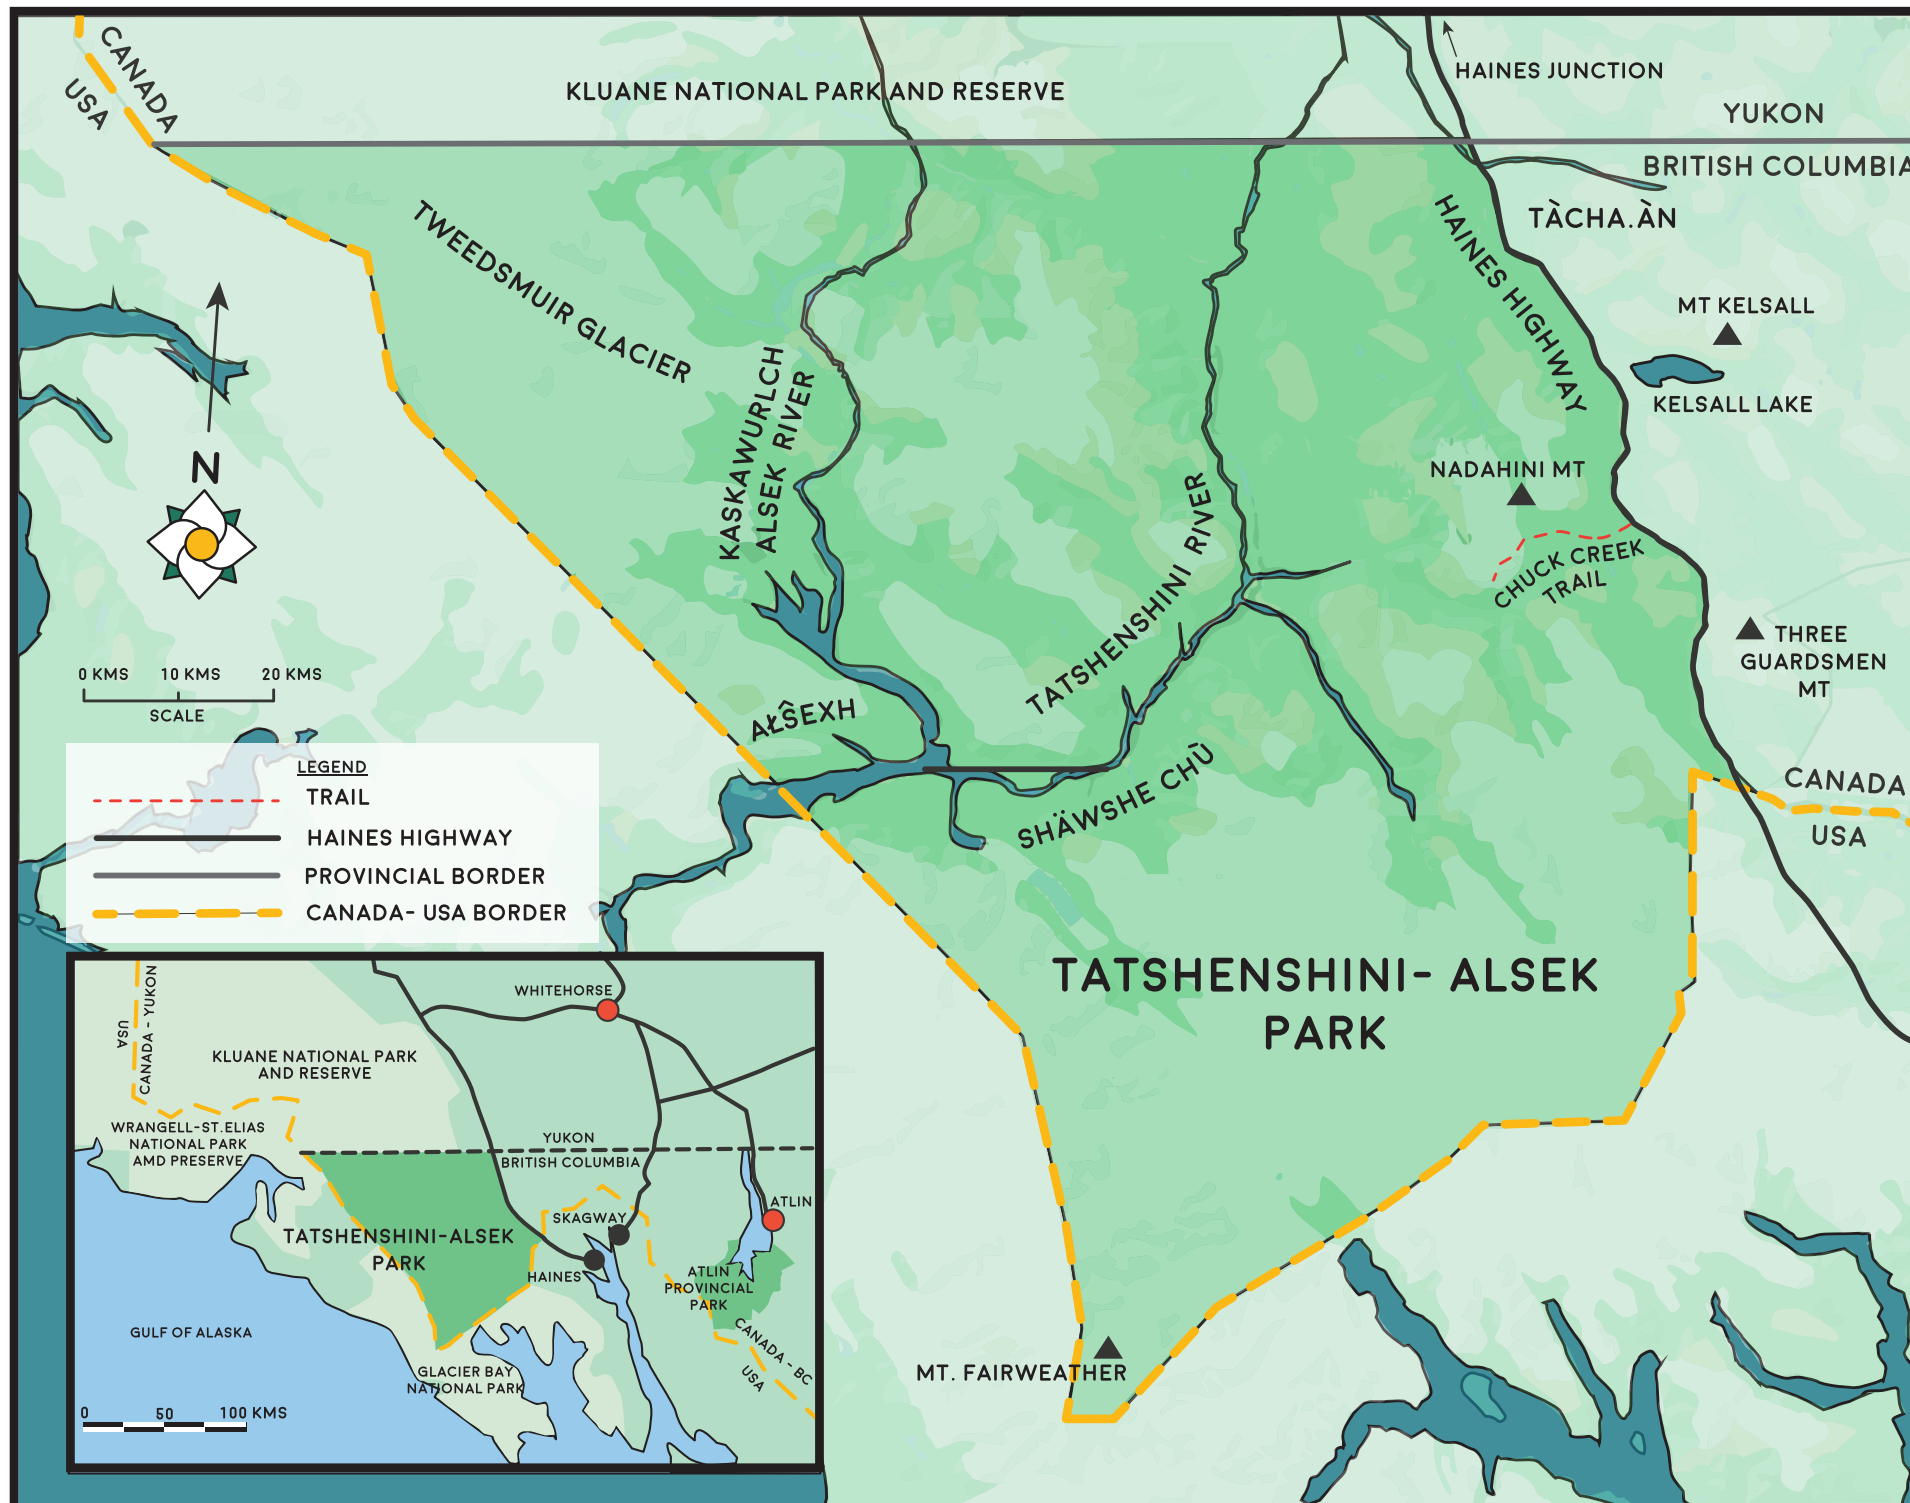 CANADA
USA
KLUANE NATIONAL PARK AND RESERVE
HAINES JUNCTION
YUKON
BRITISH COLUMBIA
TÀCHA.ÀN
HAINES HIGHWAY
TWEEDSMUIR GLACIER
MT KELSALL
KELSALL LAKE
KASKAWURLCH
ALSEK RIVER
NADAHINI MT
N
TATSHENSHINI RIVER
CHUCK CREEK
TRAIL
THREE
GUARDSMEN
MT
0 KMS 10 KMS 20 KMS
SCALE
AŁŜEXH
SHÄWSHE CHÙ
CANADA
USA
LEGEND
TRAIL
HAINES HIGHWAY
PROVINCIAL BORDER
CANADA- USA BORDER
TATSHENSHINI- ALSEK
PARK
MT. FAIRWEATHER
CANADA - YUKON
USA
WHITEHORSE
KLUANE NATIONAL PARK
AND RESERVE
WRANGELL-ST.ELIAS
NATIONAL PARK
AMD PRESERVE
YUKON
BRITISH COLUMBIA
ATLIN
SKAGWAY
TATSHENSHINI-ALSEK
PARK
HAINES
ATLIN
PROVINCIAL
PARK
GULF OF ALASKA
CANADA - BC
USA
GLACIER BAY
NATIONAL PARK
0 50 100 KMS